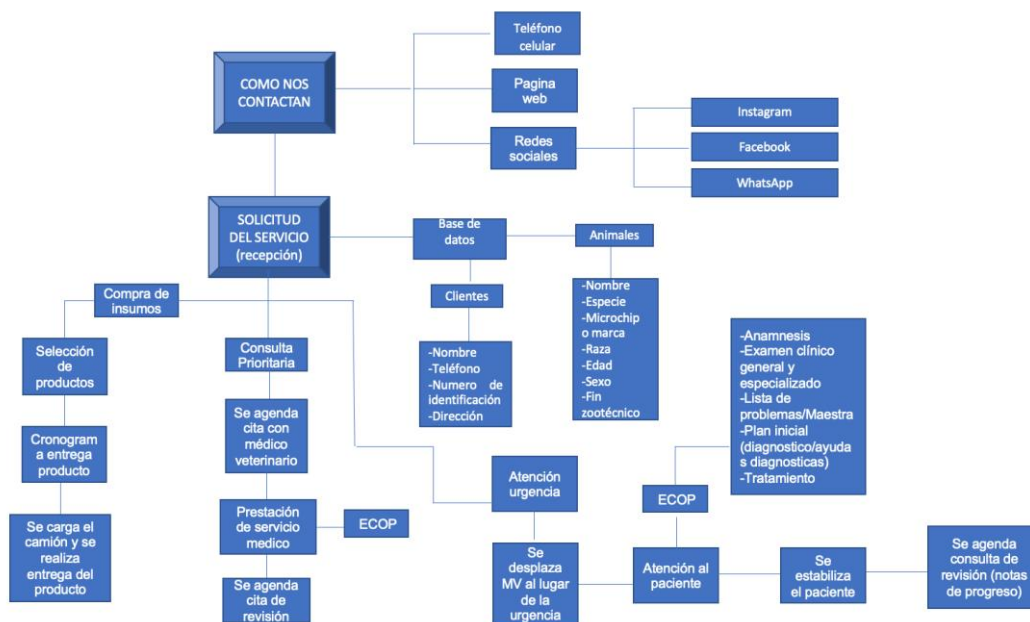 Teléfono
celular
COMO NOS
CONTACTAN
Pagina
web
Redes
sociales
Instagram
Facebook
WhatsApp
SOLICITUD
DEL SERVICIO
(recepción)
Base de
datos
Animales
Clientes
-Nombre
-Teléfono
-Numero de
identificación
-Dirección
-Nombre
-Especie
-Microchip
o marca
-Raza
-Edad
-Sexo
-Fin
zootécnico
Compra de
insumos
Selección
de
productos
Cronogram
a entrega
producto
Se carga el
camión y se
realiza
entrega del
producto
Consulta
Prioritaria
Se agenda
cita con
médico
veterinario
Prestación
de servicio
medico
ECOP
Se agenda
cita de
revisión
Atención
urgencia
Se
desplaza
MV al lugar
de la
urgencia
Atención al
paciente
ECOP
-Anamnesis
-Examen clínico
general y
especializado
-Lista de
problemas/Maestra
-Plan inicial
(diagnostico/ayuda
s diagnosticas)
-Tratamiento
Se
estabiliza
el paciente
Se agenda
consulta de
revisión (notas
de progreso)